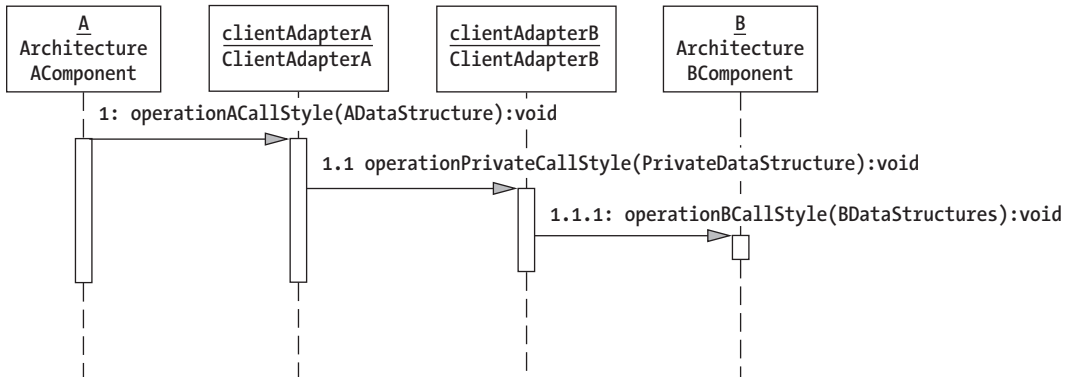 A
Architecture
AComponent
clientAdapterA
ClientAdapterA
clientAdapterB
ClientAdapterB
B
Architecture
BComponent
1: operationACallStyle(ADataStructure):void
1.1 operationPrivateCallStyle(PrivateDataStructure):void
1.1.1: operationBCallStyle(BDataStructures):void